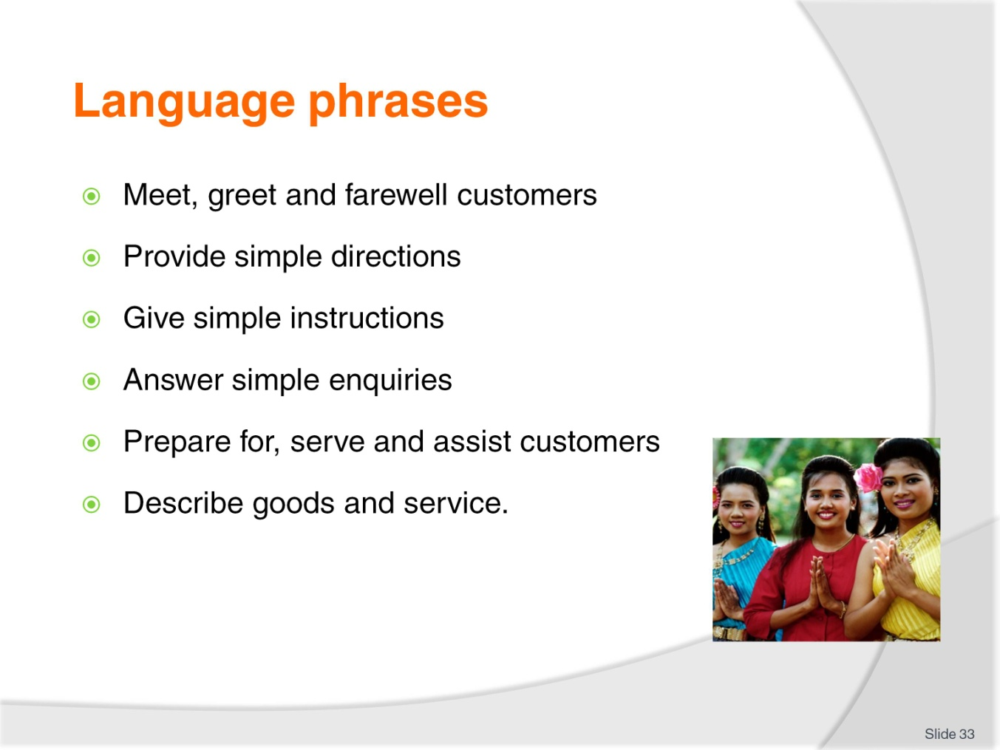 Language phrases
Meet, greet and farewell customers
Provide simple directions
Give simple instructions
Answer simple enquiries
Prepare for, serve and assist customers
Describe goods and service.
Slide 33